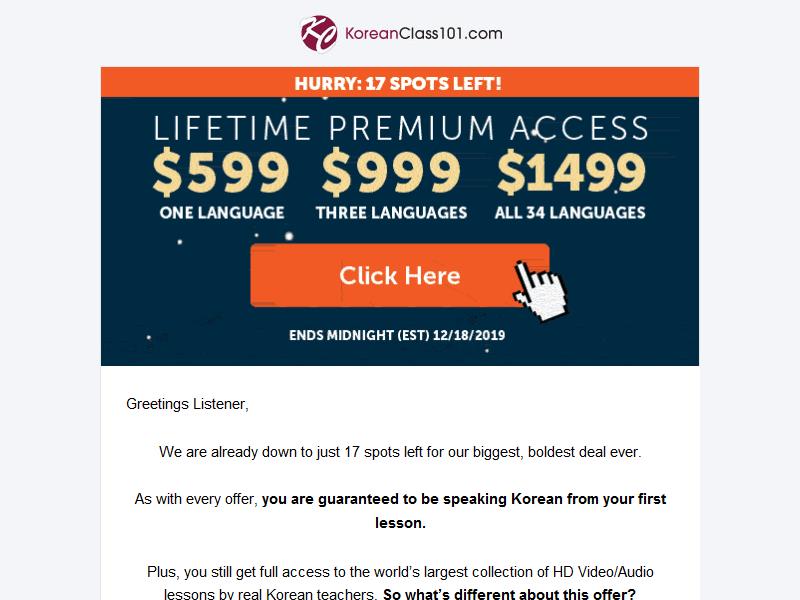 KoreanClass101.com
HURRY: 17 SPOTS LEFT!
LIFETIME PREMIUM ACCESS
$599 $999 $1499
ONE LANGUAGE THREE LANGUAGES ALL 34 LANGUAGES
Click Here
ENDS MIDNIGHT (EST) 12/18/2019
Greetings Listener,
We are already down to just 17 spots left for our biggest, boldest deal ever.
As with every offer, you are guaranteed to be speaking Korean from your first
lesson.
Plus, you still get full access to the world's largest collection of HD Video/Audio
lessons by real Korean teachers. So what's different about this offer?